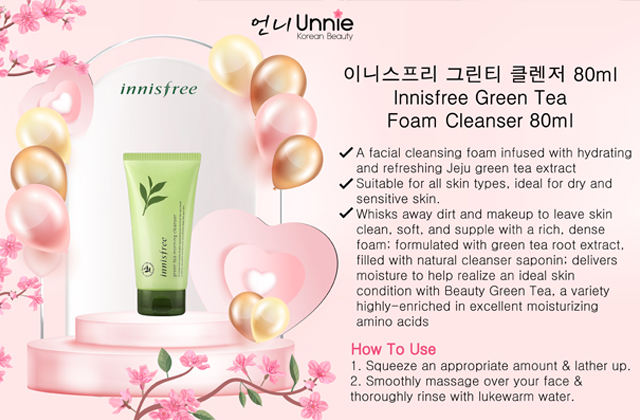 언니 Unnie
Korean Beauty
innisfree
이니스프리 그린티 클렌저 80ml
Innisfree Green Tea
Foam Cleanser 80ml
A facial cleansing foam infused with hydrating
and refreshing Jeju green tea extract
Suitable for all skin types, ideal for dry and
sensitive skin.
Whisks away dirt and makeup to leave skin
clean, soft, and supple with a rich, dense
foam; formulated with green tea root extract,
filled with natural cleanser saponin; delivers
moisture to help realize an ideal skin
condition with Beauty Green Tea, a variety
highly-enriched in excellent moisturizing
amino acids
How To Use
1. Squeeze an appropriate amount & lather up.
2. Smoothly massage over your face &
thoroughly rinse with lukewarm water.
innisfree
green tea morning cleanser